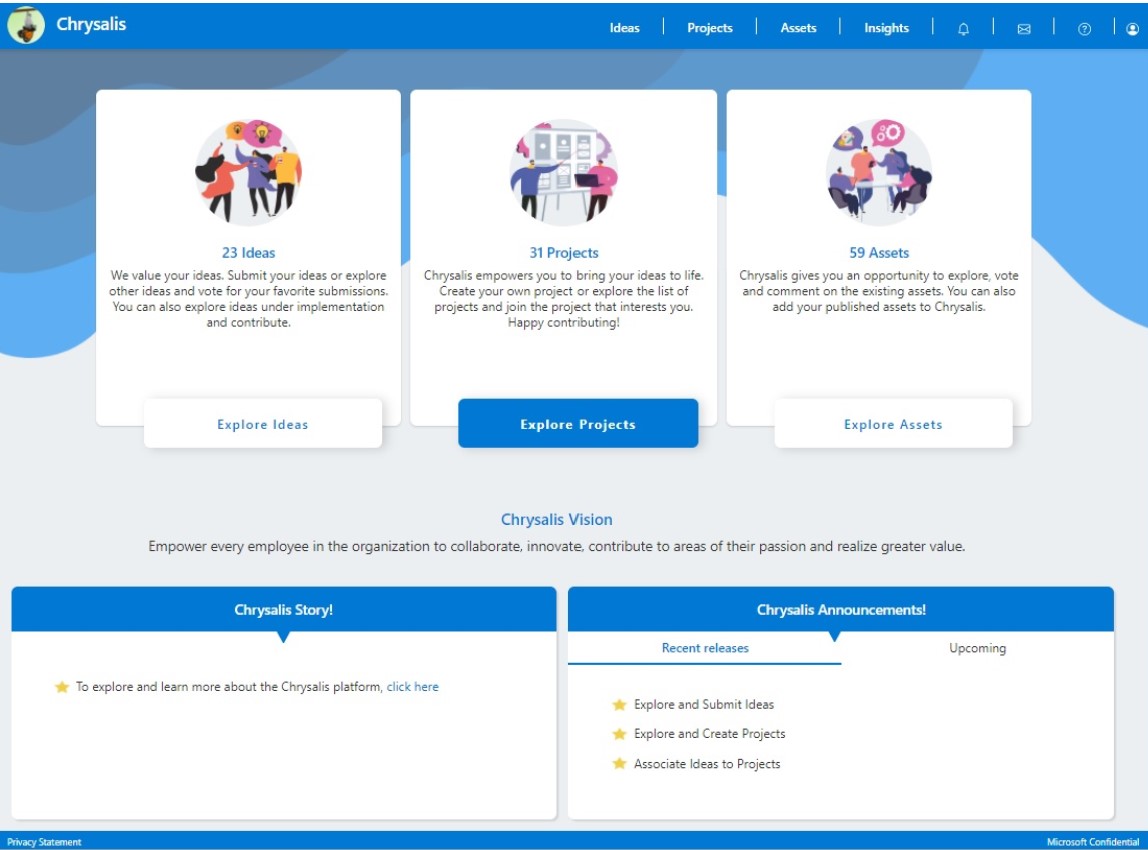 Chrysalis
Ideas
Projects
Assets
Insights
23 Ideas
We value your ideas. Submit your ideas or explore
other ideas and vote for your favorite submissions.
You can also explore ideas under implementation
and contribute.
Explore Ideas
31 Projects
Chrysalis empowers you to bring your ideas to life.
Create your own project or explore the list of
projects and join the project that interests you.
Happy contributing!
Explore Projects
59 Assets
Chrysalis gives you an opportunity to explore, vote
and comment on the existing assets. You can also
add your published assets to Chrysalis.
Explore Assets
Chrysalis Vision
Empower every employee in the organization to collaborate, innovate, contribute to areas of their passion and realize greater value.
Chrysalis Story!
To explore and learn more about the Chrysalis platform, click here
Chrysalis Announcements!
Recent releases
Upcoming
Explore and Submit Ideas
Explore and Create Projects
Associate Ideas to Projects
Privacy Statement
Microsoft Confidential